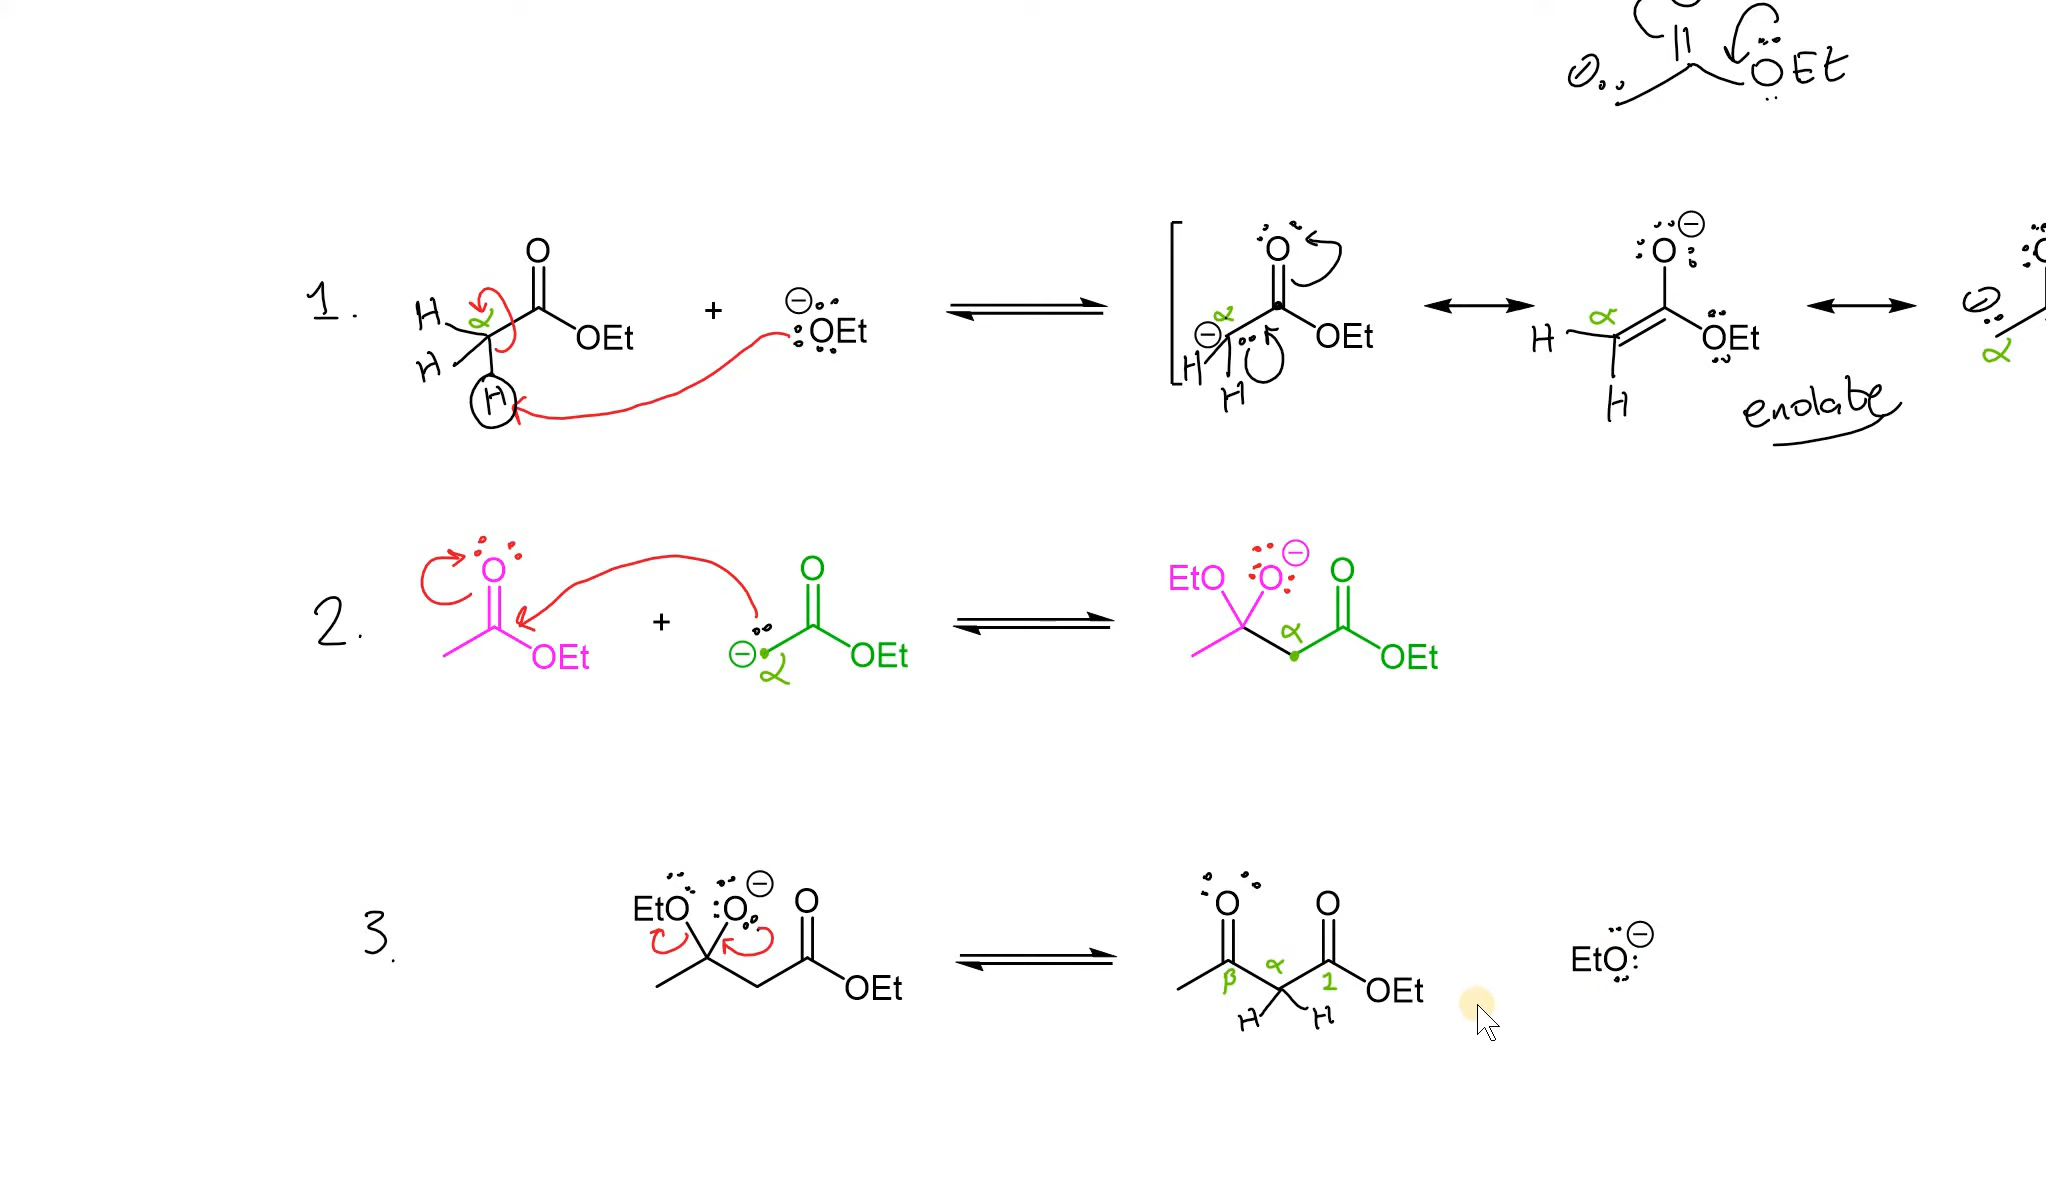 ⊖ OEt
1. H α H H O OEt + ⊖ OEt [ ⊖ α H H O OEt H α H O ⊖ OEt ⊖ α O
enolate
2. O OEt + ⊖ α O OEt EtO O ⊖ α O OEt
3. EtO O ⊖ O OEt O β α H H O 1 OEt EtO ⊖